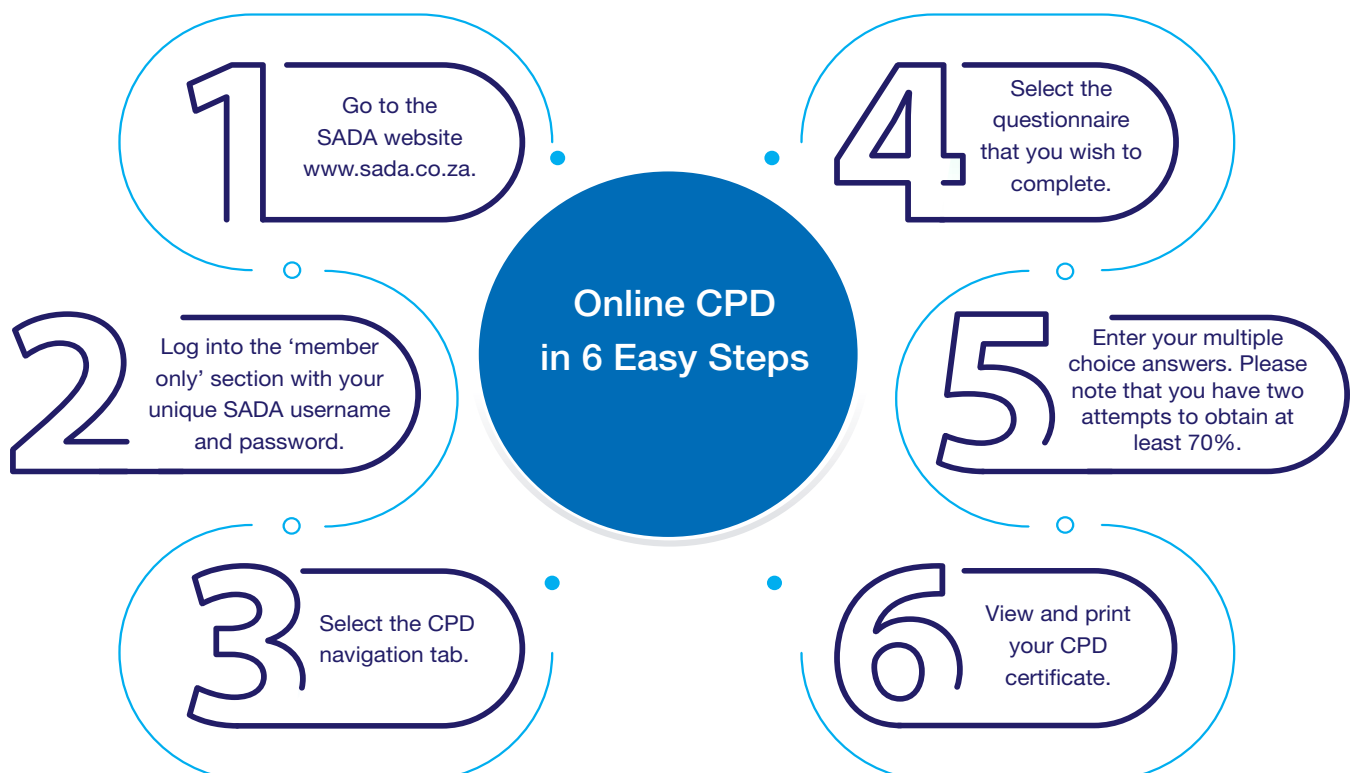 Online CPD
in 6 Easy Steps
1
Go to the
SADA website
www.sada.co.za.
2
Log into the ‘member
only’ section with your
unique SADA username
and password.
3
Select the CPD
navigation tab.
4
Select the
questionnaire
that you wish to
complete.
5
Enter your multiple
choice answers. Please
note that you have two
attempts to obtain at
least 70%.
6
View and print
your CPD
certificate.